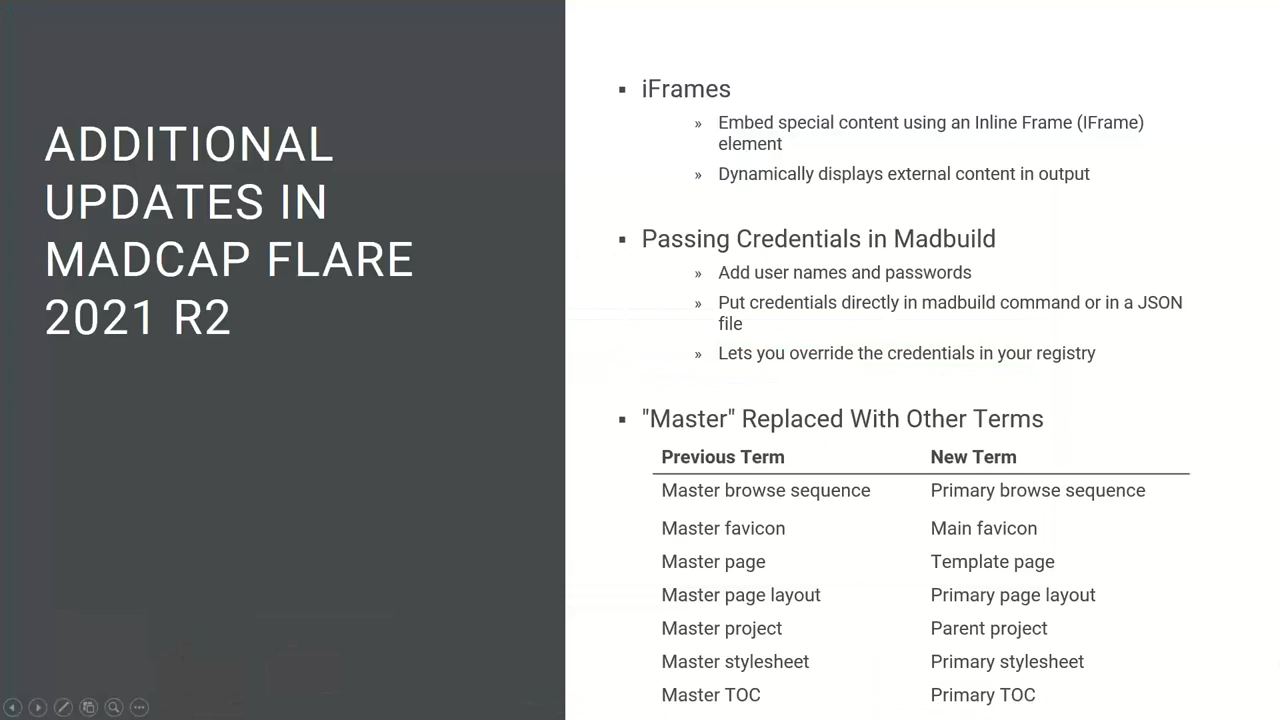 ADDITIONAL
UPDATES IN
MADCAP FLARE
2021 R2
▪ iFrames
» Embed special content using an Inline Frame (IFrame)
element
» Dynamically displays external content in output
▪ Passing Credentials in Madbuild
» Add user names and passwords
» Put credentials directly in madbuild command or in a JSON
file
» Lets you override the credentials in your registry
▪ "Master" Replaced With Other Terms
Previous Term New Term
Master browse sequence Primary browse sequence
Master favicon Main favicon
Master page Template page
Master page layout Primary page layout
Master project Parent project
Master stylesheet Primary stylesheet
Master TOC Primary TOC